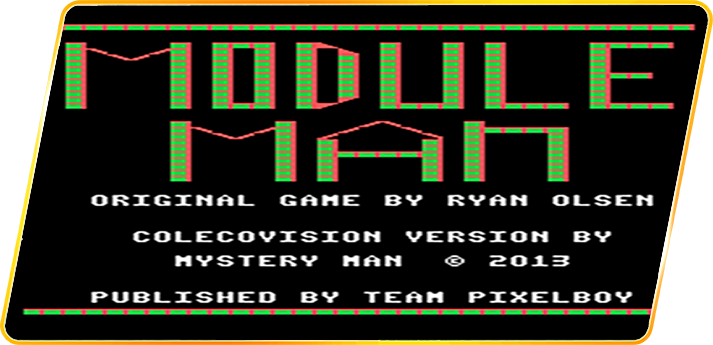 MODULE
MAN
ORIGINAL GAME BY RYAN OLSEN
COLECOVISION VERSION BY
MYSTERY MAN © 2013
PUBLISHED BY TEAM PIXELBOY